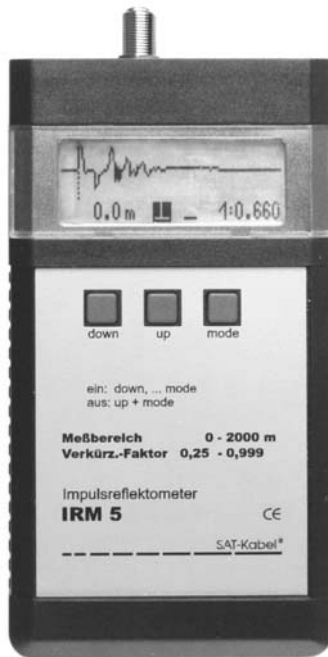 0.0 m 1:0.660
down up mode
ein: down, ... mode
aus: up + mode
Meßbereich 0 - 2000 m
Verkürz.-Faktor 0,25 - 0,999
Impulsreflektometer
IRM 5 CE
SAT-Kabel®